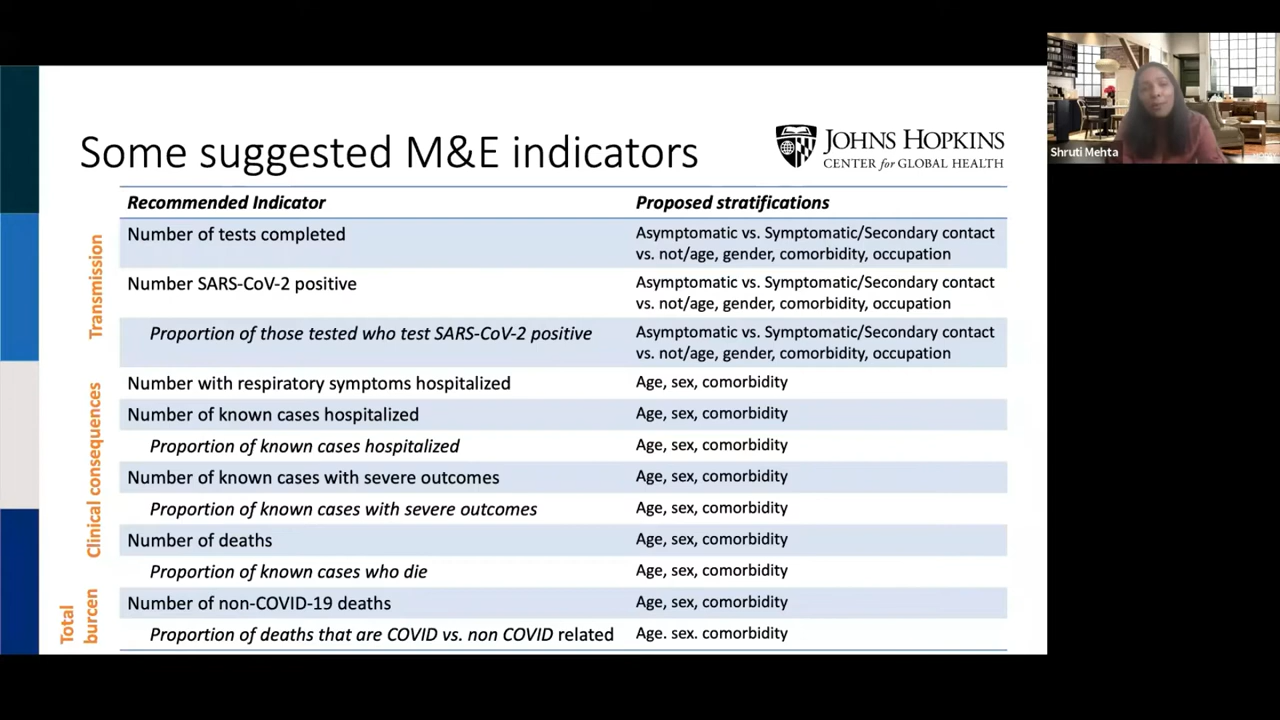 Some suggested M&E indicators
JOHNS HOPKINS
CENTER for GLOBAL HEALTH
Shruti Mehta
Recommended Indicator Proposed stratifications
Transmission
Number of tests completed Asymptomatic vs. Symptomatic/Secondary contact
vs. not/age, gender, comorbidity, occupation
Number SARS-CoV-2 positive Asymptomatic vs. Symptomatic/Secondary contact
vs. not/age, gender, comorbidity, occupation
Proportion of those tested who test SARS-CoV-2 positive Asymptomatic vs. Symptomatic/Secondary contact
vs. not/age, gender, comorbidity, occupation
Clinical consequences
Number with respiratory symptoms hospitalized Age, sex, comorbidity
Number of known cases hospitalized Age, sex, comorbidity
Proportion of known cases hospitalized Age, sex, comorbidity
Number of known cases with severe outcomes Age, sex, comorbidity
Proportion of known cases with severe outcomes Age, sex, comorbidity
Number of deaths Age, sex, comorbidity
Proportion of known cases who die Age, sex, comorbidity
Total
burcen
Number of non-COVID-19 deaths Age, sex, comorbidity
Proportion of deaths that are COVID vs. non COVID related Age. sex. comorbidity